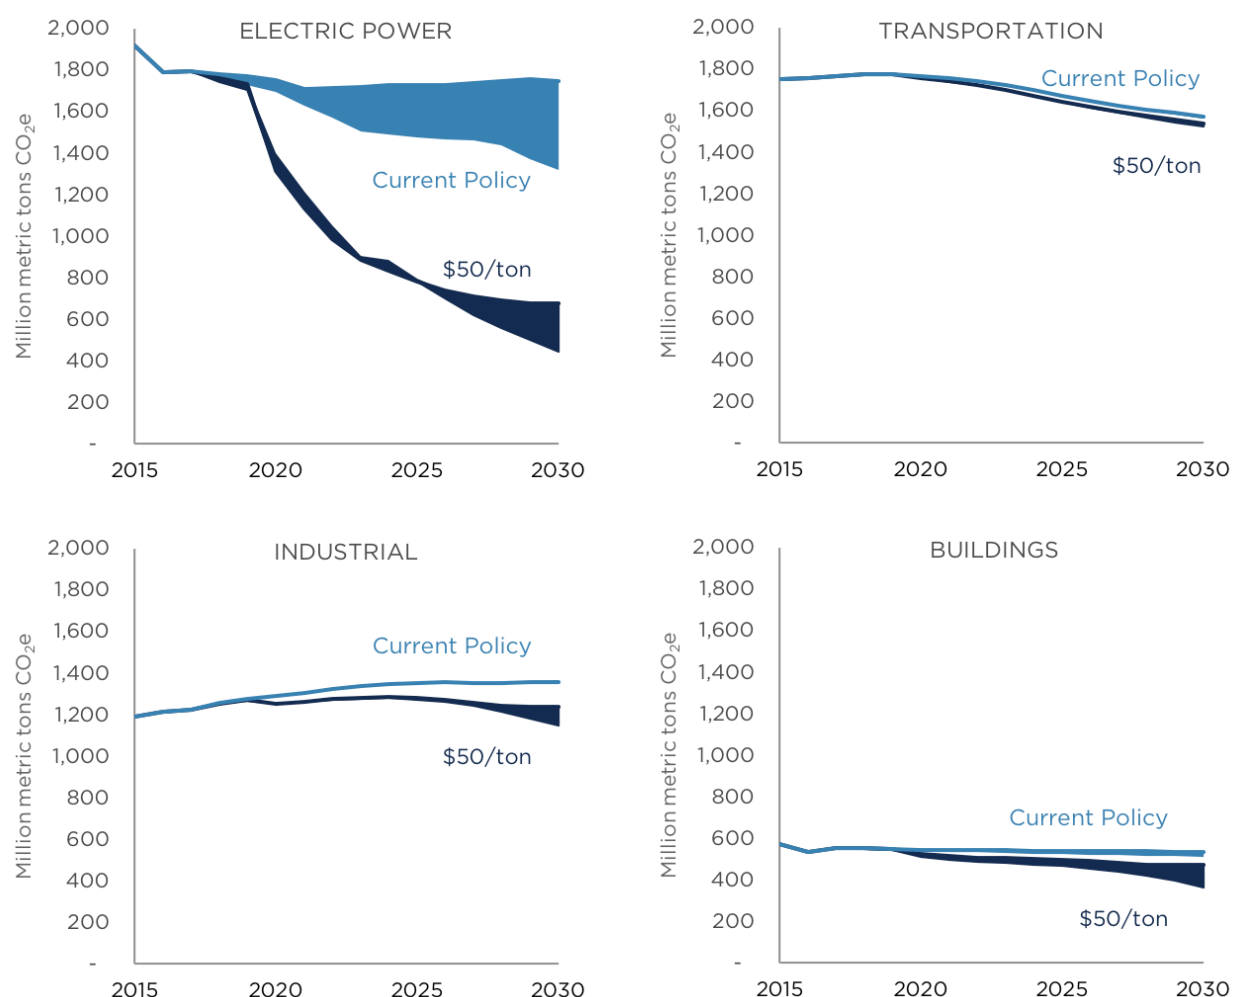 ELECTRIC POWER
Million metric tons CO₂e
2,000
1,800
1,600
1,400
1,200
1,000
800
600
400
200
-
Current Policy
$50/ton
2015 2020 2025 2030
TRANSPORTATION
Million metric tons CO₂e
2,000
1,800
1,600
1,400
1,200
1,000
800
600
400
200
-
Current Policy
$50/ton
2015 2020 2025 2030
INDUSTRIAL
Million metric tons CO₂e
2,000
1,800
1,600
1,400
1,200
1,000
800
600
400
200
-
Current Policy
$50/ton
2015 2020 2025 2030
BUILDINGS
Million metric tons CO₂e
2,000
1,800
1,600
1,400
1,200
1,000
800
600
400
200
-
Current Policy
$50/ton
2015 2020 2025 2030